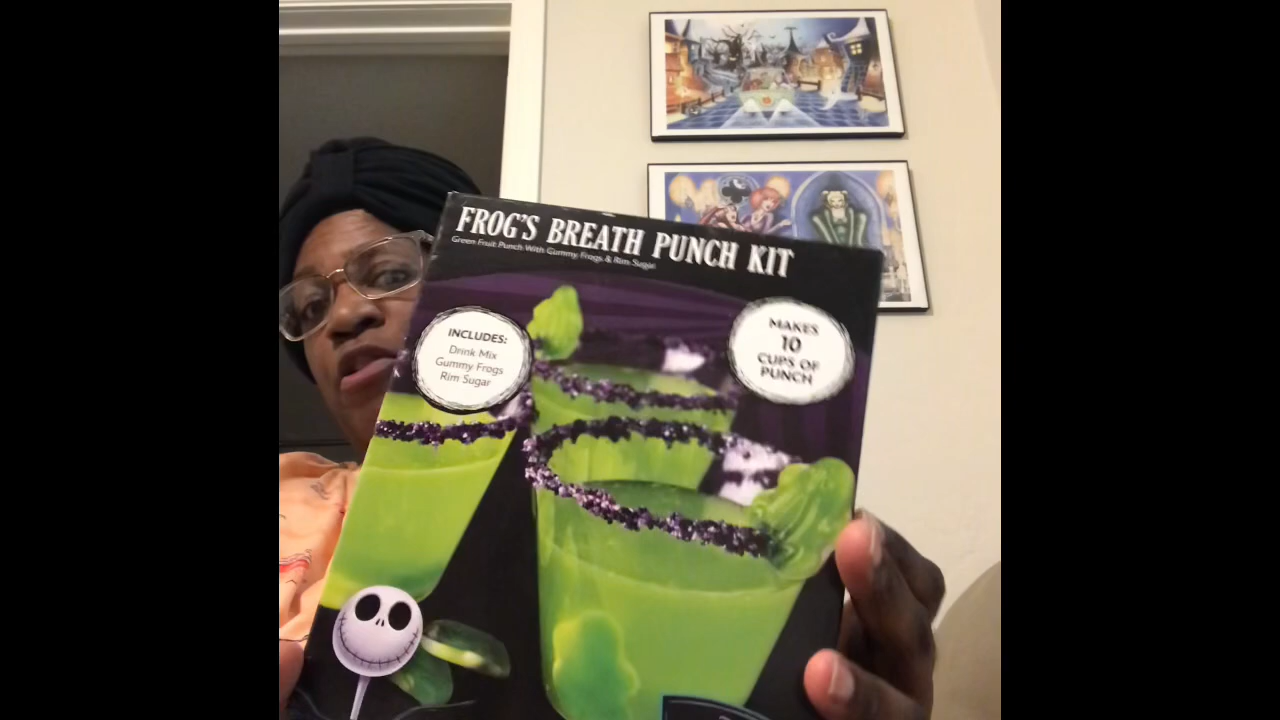 FROG'S BREATH PUNCH KIT
Green Fruit Punch With Gummy Frogs & Rim Sugar
INCLUDES:
Drink Mix
Gummy Frogs
Rim Sugar
MAKES
10
CUPS OF
PUNCH